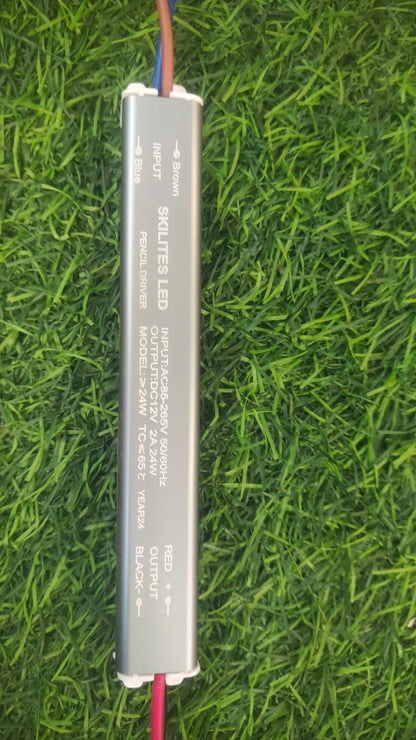 Brown
INPUT
Blue
SKILITES LED
PENCIL DRIVER
INPUT:AC85-265V 50/60Hz
OUTPUT:DC12V 2A 24W
MODEL:≥24W TC≤65℃ YEAR24
RED +
OUTPUT
BLACK-